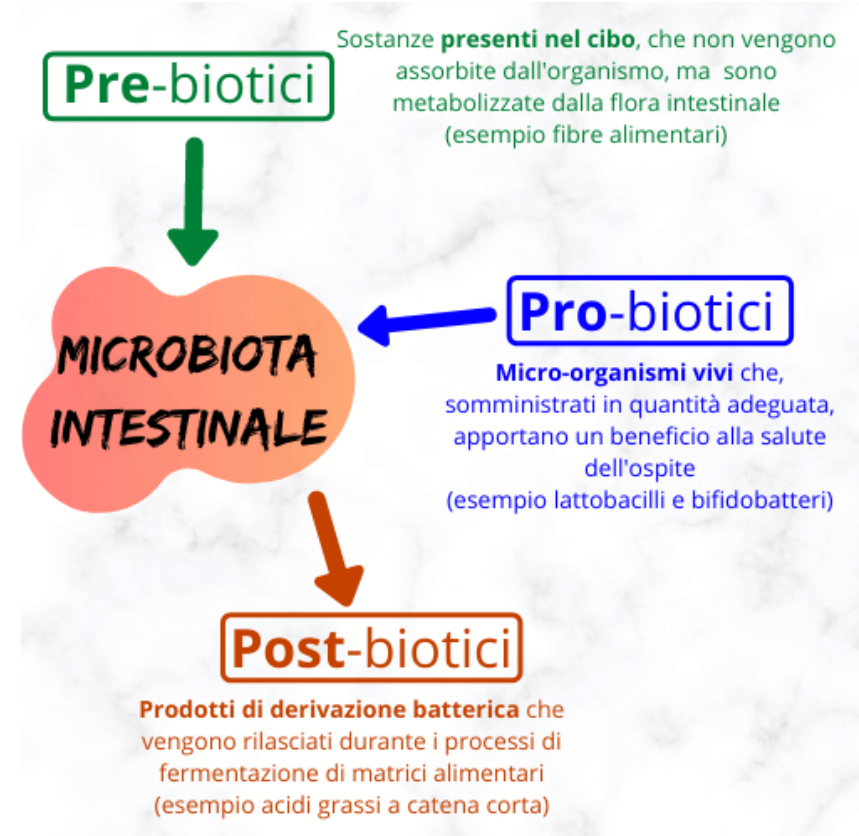 Pre-biotici
Sostanze presenti nel cibo, che non vengono
assorbite dall'organismo, ma sono
metabolizzate dalla flora intestinale
(esempio fibre alimentari)
MICROBIOTA
INTESTINALE
Pro-biotici
Micro-organismi vivi che,
somministrati in quantità adeguata,
apportano un beneficio alla salute
dell'ospite
(esempio lattobacilli e bifidobatteri)
Post-biotici
Prodotti di derivazione batterica che
vengono rilasciati durante i processi di
fermentazione di matrici alimentari
(esempio acidi grassi a catena corta)